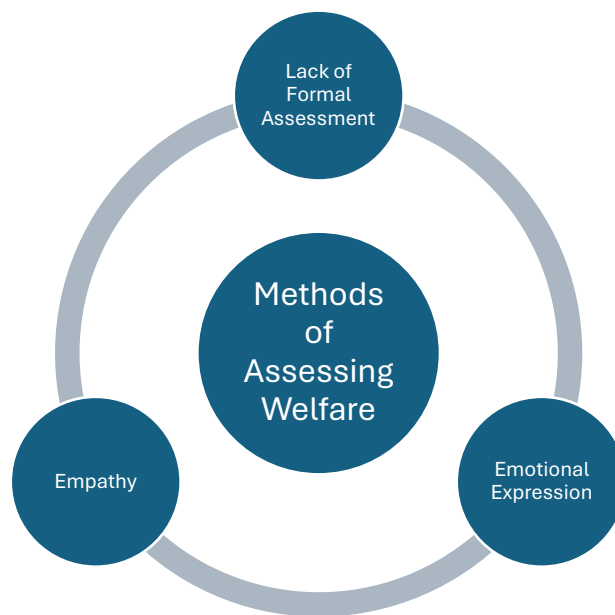 Lack of
Formal
Assessment
Methods
of
Assessing
Welfare
Empathy
Emotional
Expression